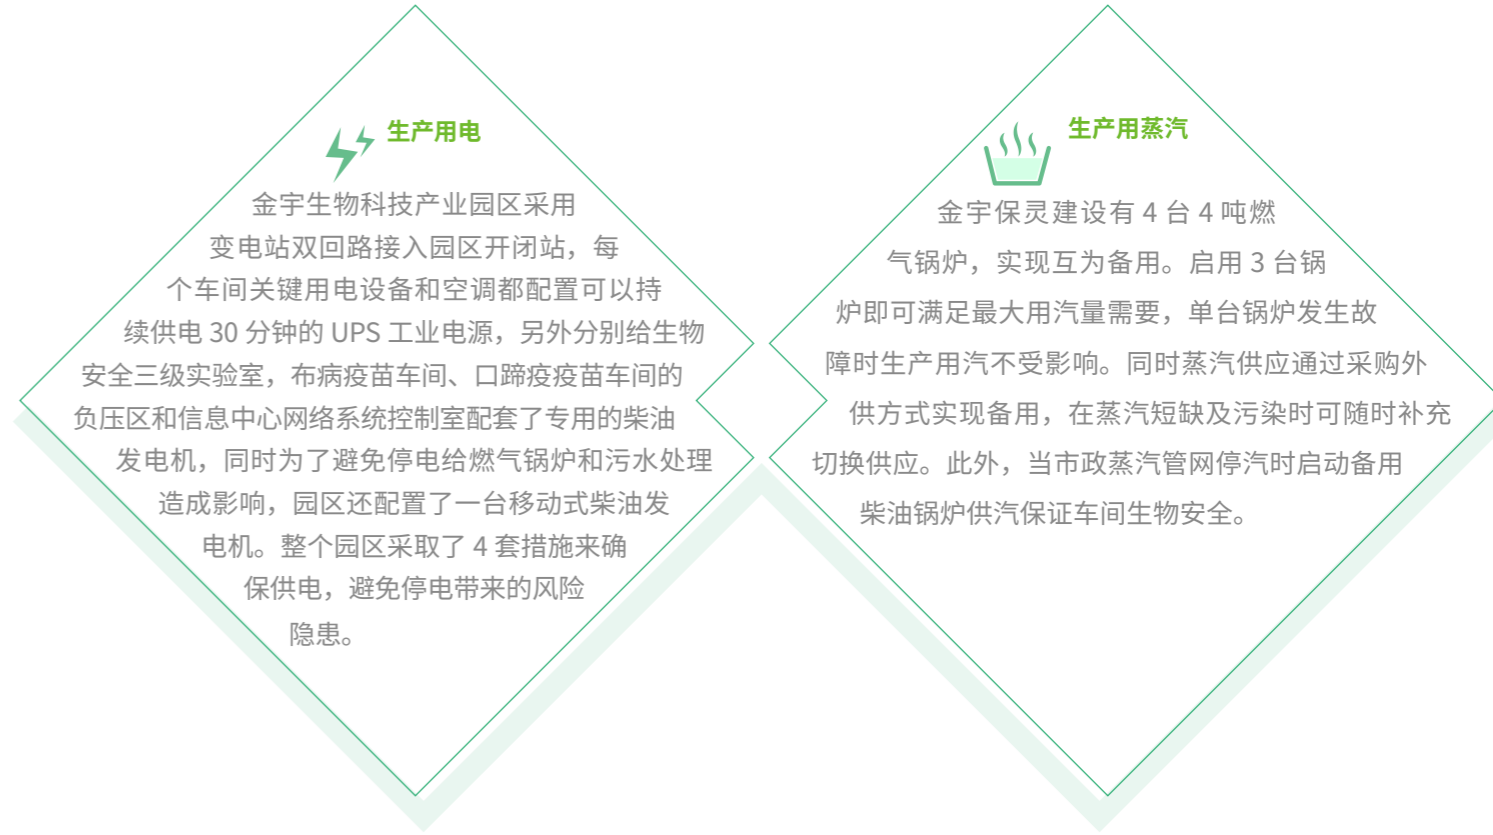 生产用电
金宇生物科技产业园区采用
变电站双回路接入园区开闭站，每
个车间关键用电设备和空调都配置可以持
续供电 30 分钟的 UPS 工业电源，另外分别给生物
安全三级实验室，布病疫苗车间、口蹄疫疫苗车间的
负压区和信息中心网络系统控制室配套了专用的柴油
发电机，同时为了避免停电给燃气锅炉和污水处理
造成影响，园区还配置了一台移动式柴油发
电机。整个园区采取了 4 套措施来确
保供电，避免停电带来的风险
隐患。
生产用蒸汽
金宇保灵建设有 4 台 4 吨燃
气锅炉，实现互为备用。启用 3 台锅
炉即可满足最大用汽量需要，单台锅炉发生故
障时生产用汽不受影响。同时蒸汽供应通过采购外
供方式实现备用，在蒸汽短缺及污染时可随时补充
切换供应。此外，当市政蒸汽管网停汽时启动备用
柴油锅炉供汽保证车间生物安全。